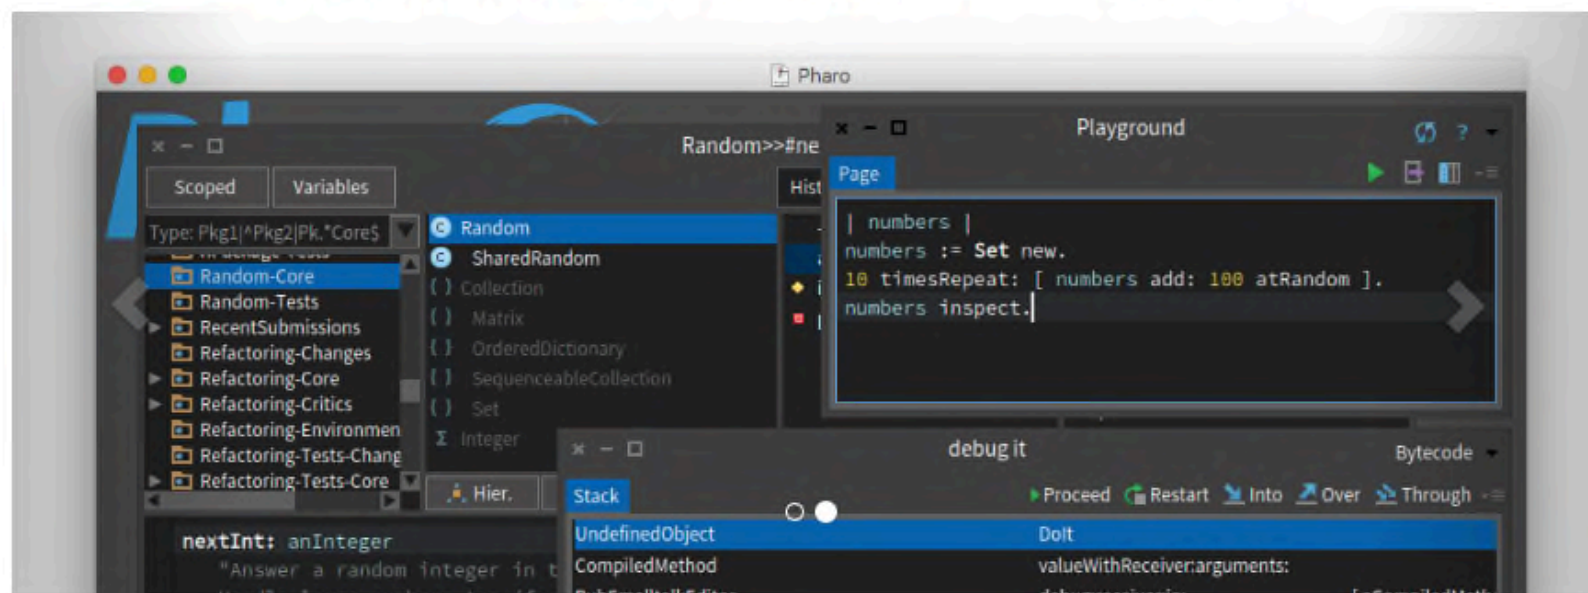 Pharo
Random>>#ne
Scoped
Variables
Hist
Type: Pkg1|^Pkg2|Pk.*Core$
Random-Core
Random-Tests
RecentSubmissions
Refactoring-Changes
Refactoring-Core
Refactoring-Critics
Refactoring-Environmen
Refactoring-Tests-Chang
Refactoring-Tests-Core
Random
SharedRandom
Collection
Matrix
OrderedDictionary
SequenceableCollection
Set
Integer
Hier.
nextInt: anInteger
"Answer a random integer in t
Playground
?
Page
| numbers |
numbers := Set new.
10 timesRepeat: [ numbers add: 100 atRandom ].
numbers inspect.
debug it
Bytecode
Stack
Proceed Restart Into Over Through
UndefinedObject DoIt
CompiledMethod valueWithReceiver:arguments: